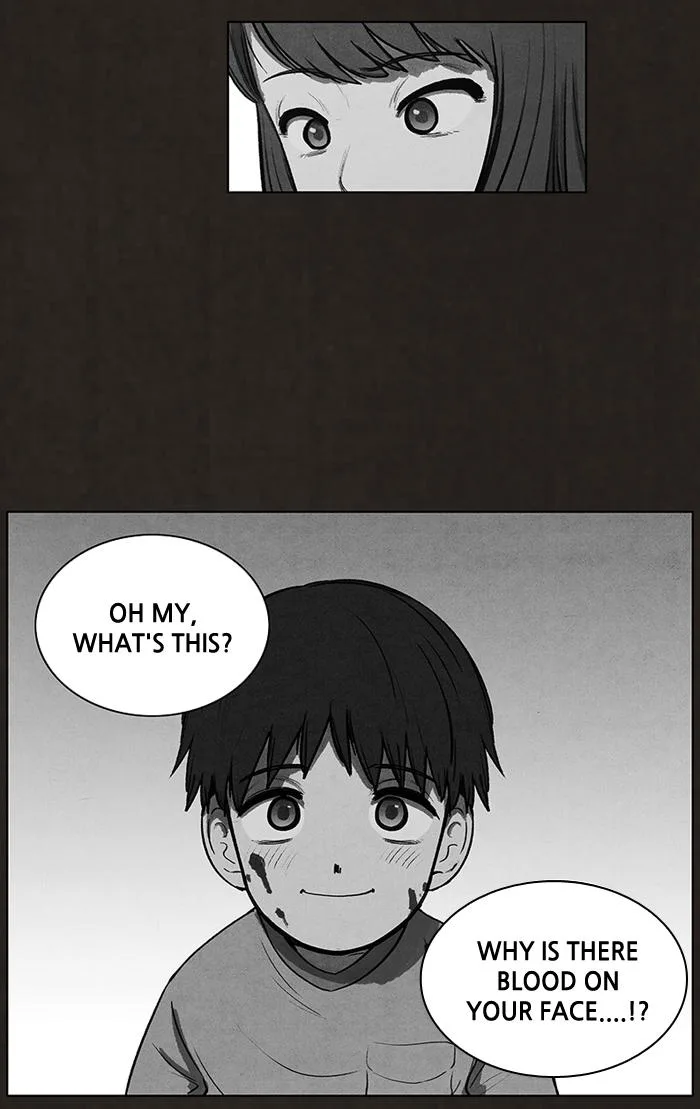 OH MY,
WHAT'S THIS?
WHY IS THERE
BLOOD ON
YOUR FACE....!?